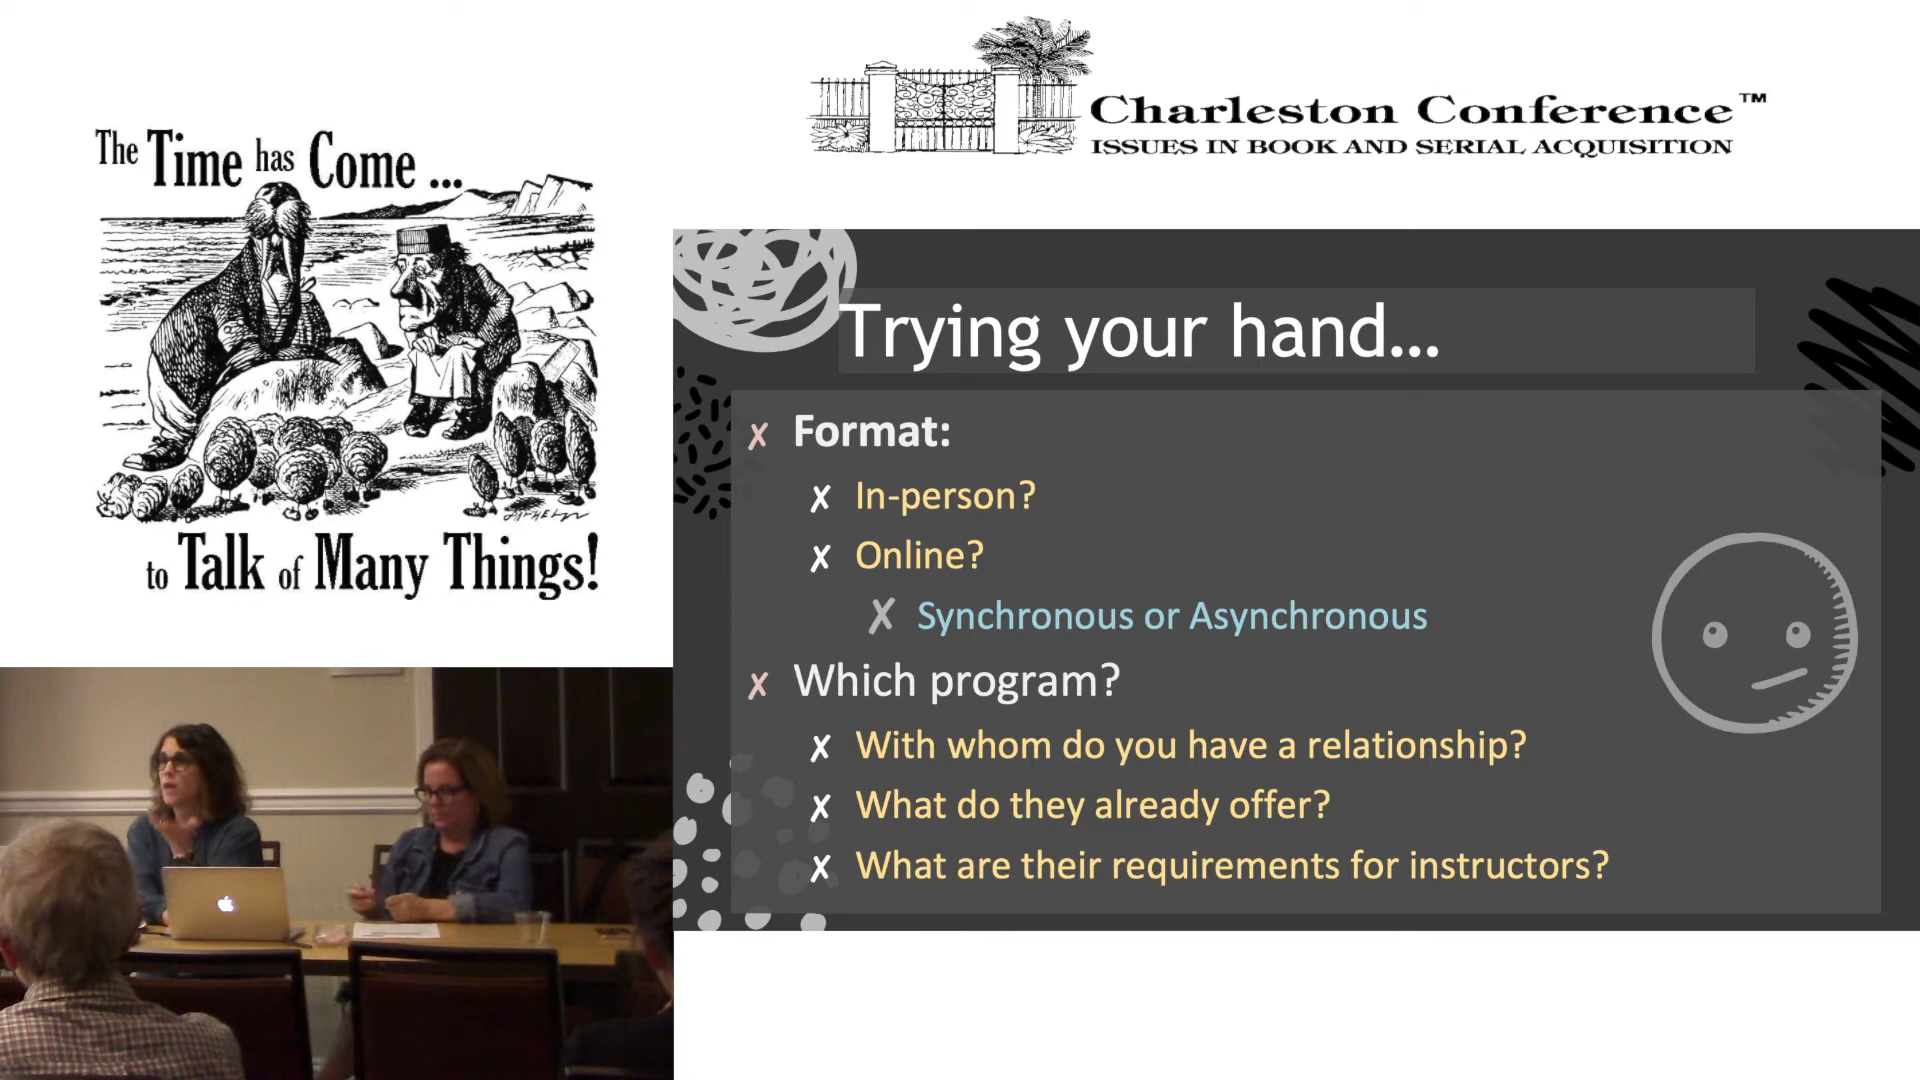 The Time has Come ...
to Talk of Many Things!
Charleston Conference™
ISSUES IN BOOK AND SERIAL ACQUISITION
Trying your hand...
✗ Format:
✗ In-person?
✗ Online?
✗ Synchronous or Asynchronous
✗ Which program?
✗ With whom do you have a relationship?
✗ What do they already offer?
✗ What are their requirements for instructors?